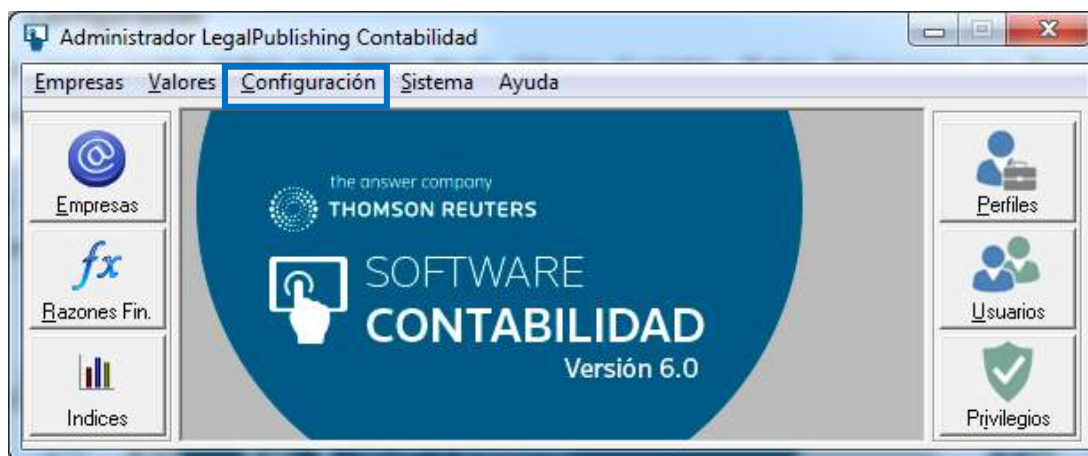 Administrador LegalPublishing Contabilidad
Empresas Valores Configuración Sistema Ayuda
Empresas
Razones Fin.
Indices
the answer company
THOMSON REUTERS
SOFTWARE
CONTABILIDAD
Versión 6.0
Perfiles
Usuarios
Privilegios